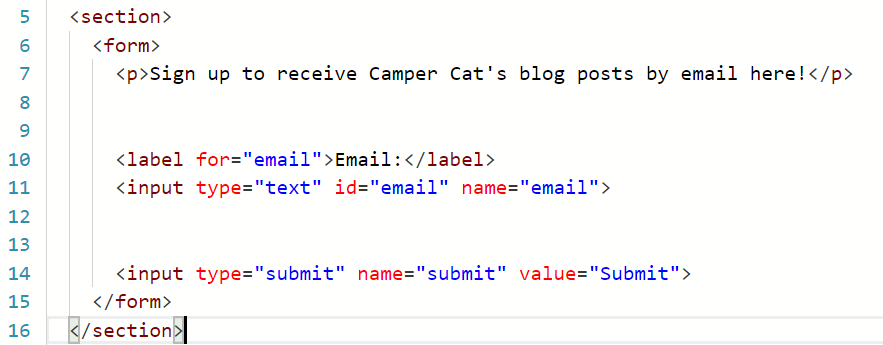 5 <section>
6 <form>
7 <p>Sign up to receive Camper Cat's blog posts by email here!</p>
8
9
10 <label for="email">Email:</label>
11 <input type="text" id="email" name="email">
12
13
14 <input type="submit" name="submit" value="Submit">
15 </form>
16 </section>